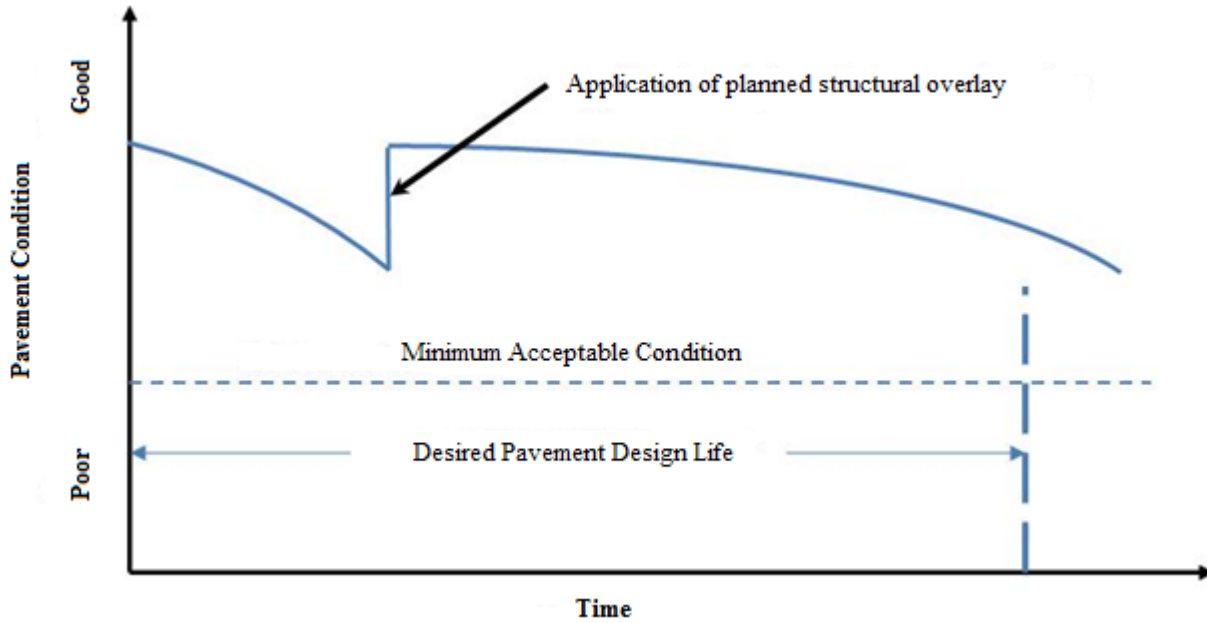 Good
Application of planned structural overlay
Pavement Condition
Minimum Acceptable Condition
Desired Pavement Design Life
Poor
Time